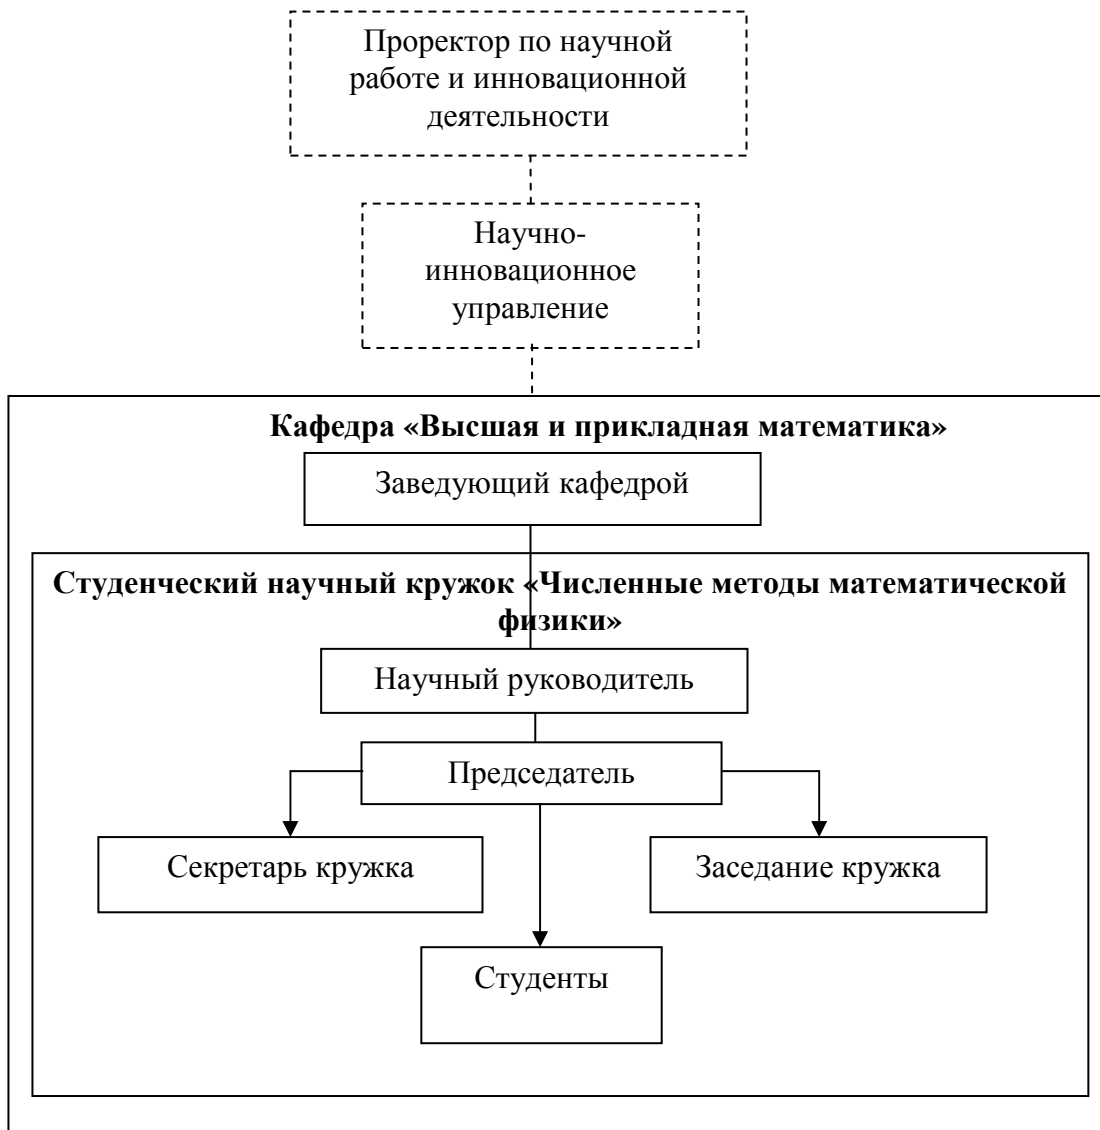 Проректор по научной
работе и инновационной
деятельности
Научно-
инновационное
управление
Кафедра «Высшая и прикладная математика»
Заведующий кафедрой
Студенческий научный кружок «Численные методы математической
физики»
Научный руководитель
Председатель
Секретарь кружка
Заседание кружка
Студенты